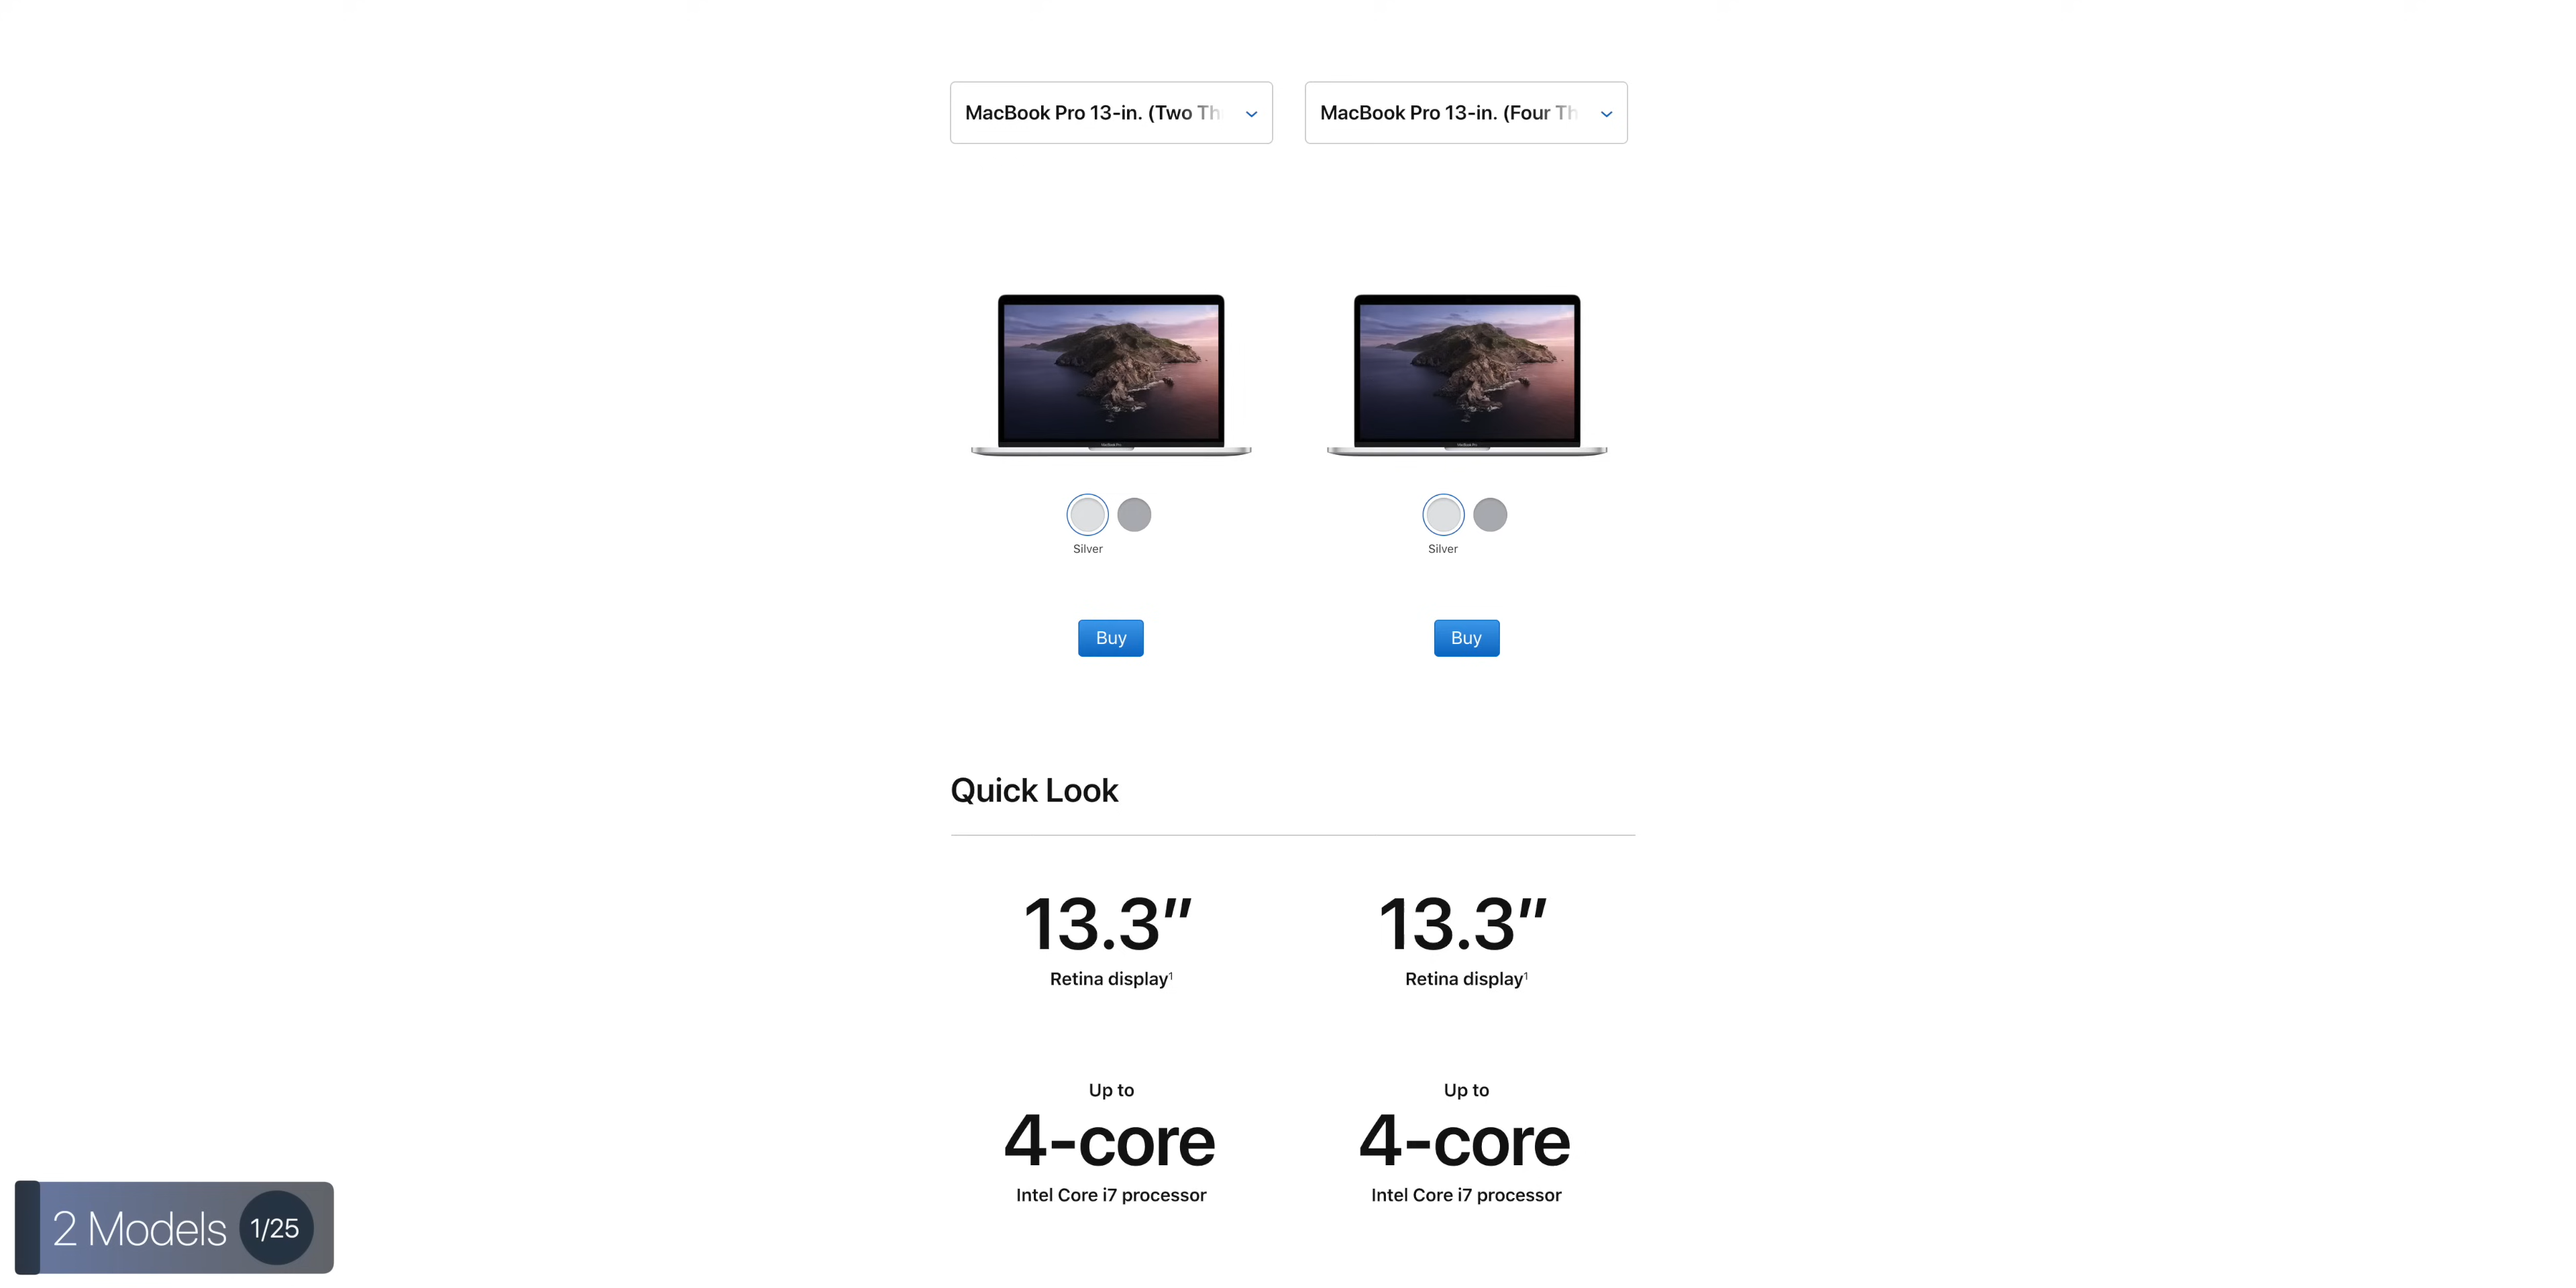 MacBook Pro 13-in. (Two Th
MacBook Pro 13-in. (Four Th
Silver
Silver
Buy
Buy
Quick Look
13.3″
13.3″
Retina display¹
Retina display¹
Up to
Up to
4-core
4-core
Intel Core i7 processor
Intel Core i7 processor
2 Models 1/25